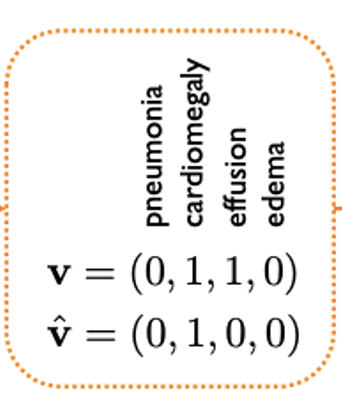 pneumonia
cardiomegaly
effusion
edema
v = (0, 1, 1, 0)
v̂ = (0, 1, 0, 0)